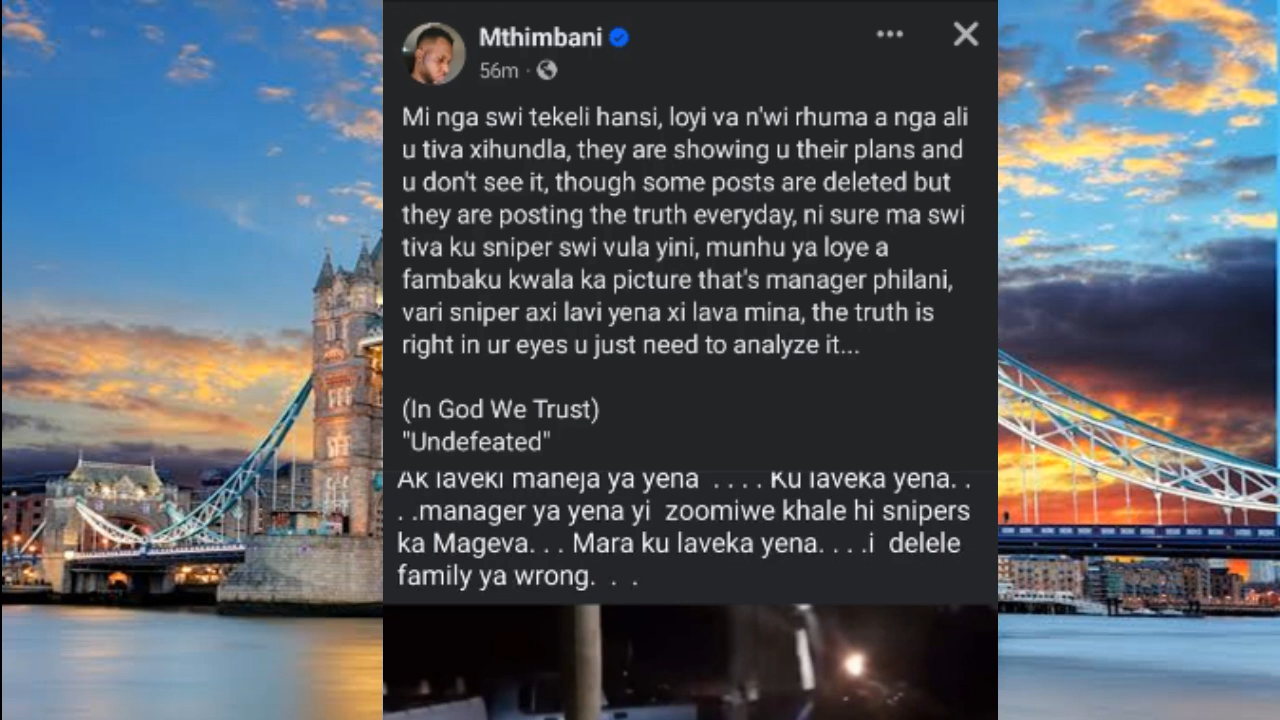 Mthimbani
56m
Mi nga swi tekeli hansi, loyi va n'wi rhuma a nga ali
u tiva xihundla, they are showing u their plans and
u don't see it, though some posts are deleted but
they are posting the truth everyday, ni sure ma swi
tiva ku sniper swi vula yini, munhu ya loye a
fambaku kwala ka picture that's manager philani,
vari sniper axi lavi yena xi lava mina, the truth is
right in ur eyes u just need to analyze it...
(In God We Trust)
"Undefeated"
Ak laveki maneja ya yena . . . . Ku laveka yena. .
. .manager ya yena yi zoomiwe khale hi snipers
ka Mageva. . . Mara ku laveka yena. . . .i delele
family ya wrong. . .